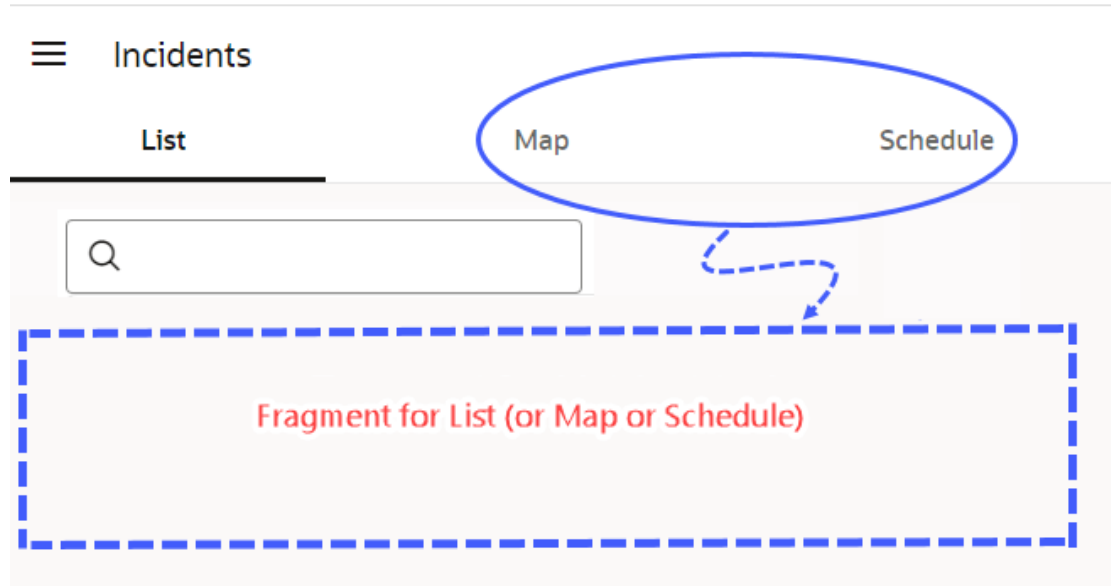 Incidents
List Map Schedule
Fragment for List (or Map or Schedule)